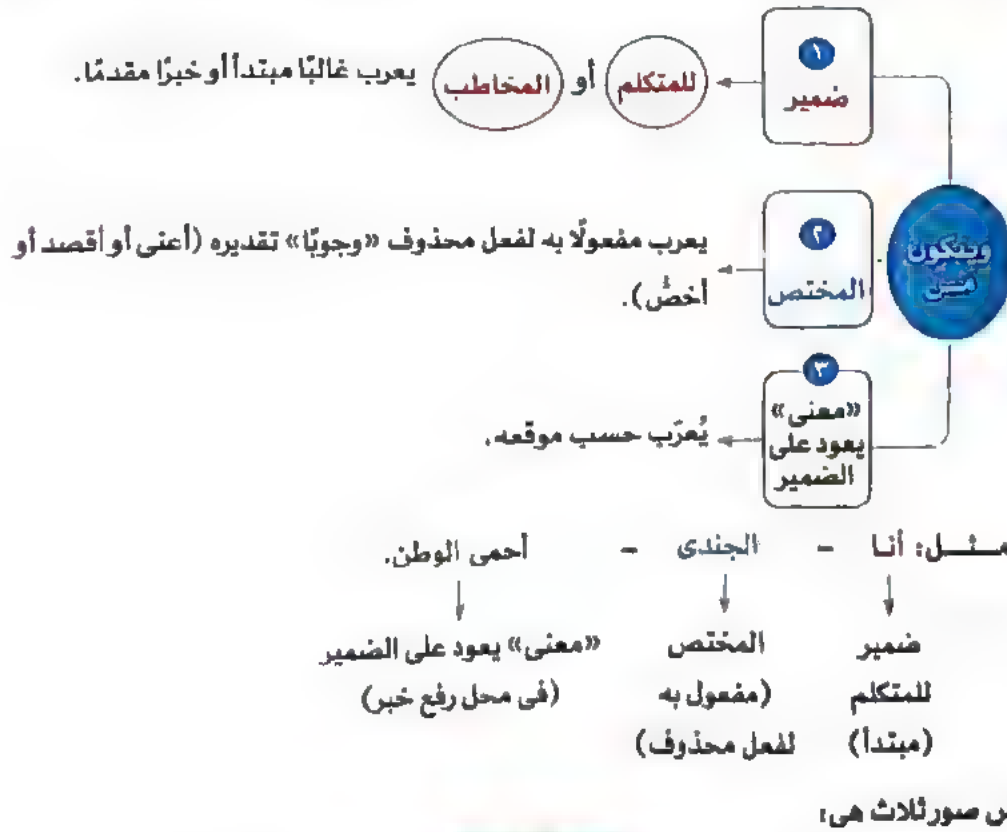 ويتكون من
١
ضمير
للمتكلم أو المخاطب يعرب غالبًا مبتدأ أو خبرًا مقدمًا.
٢
المختص
يعرب مفعولًا به لفعل محذوف «وجوبًا» تقديره (أعنى أو أقصد أو
أخصُّ).
٣
«معنى»
يعود على
الضمير
يُعرَب حسب موقعه.
مثل: أنا - الجندى - أحمى الوطن.
ضمير المختص «معنى» يعود على الضمير
للمتكلم (مفعول به (فى محل رفع خبر)
(مبتدأ) لفعل محذوف)
صور ثلاث هى: